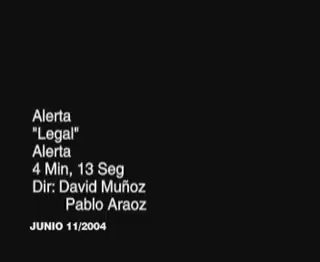 Alerta
"Legal"
Alerta
4 Min, 13 Seg
Dir: David Muñoz
Pablo Araoz
JUNIO 11/2004